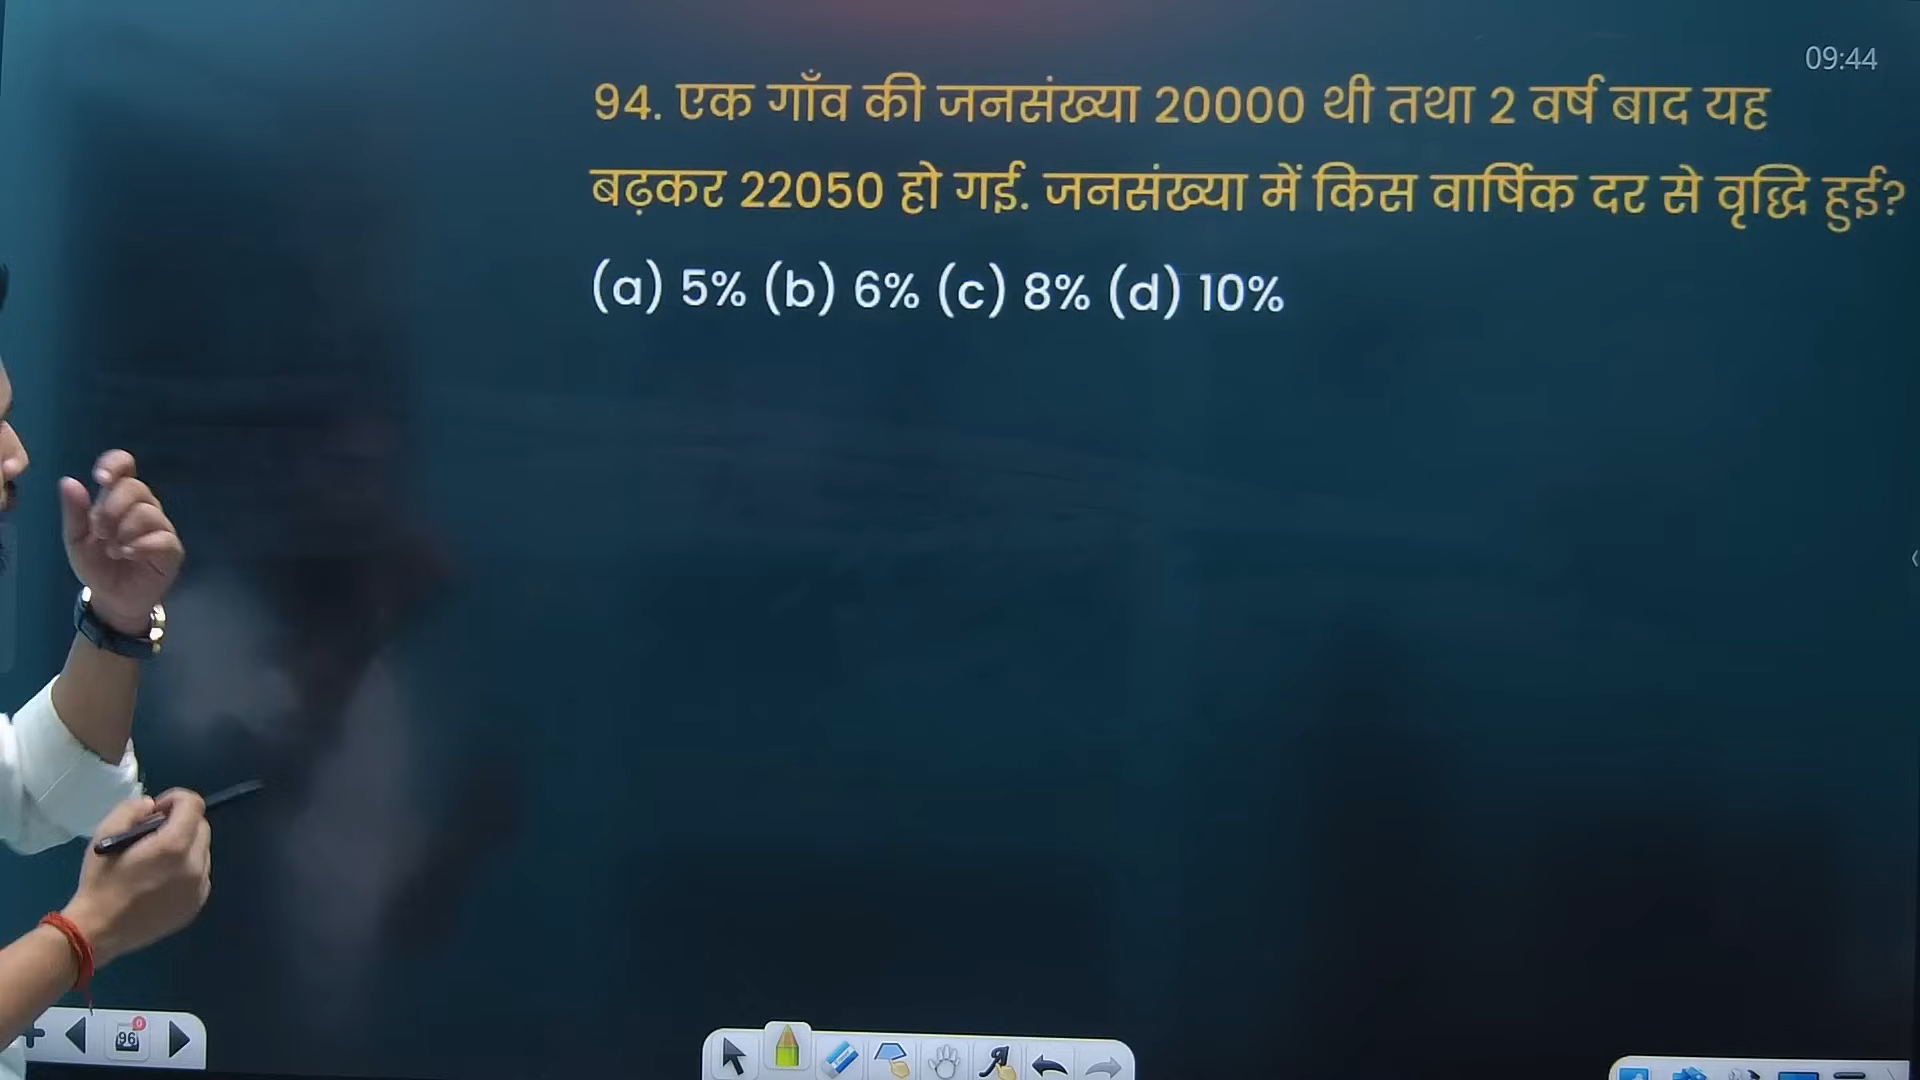 09:44
94. एक गाँव की जनसंख्या 20000 थी तथा 2 वर्ष बाद यह
बढ़कर 22050 हो गई. जनसंख्या में किस वार्षिक दर से वृद्धि हुई?
(a) 5% (b) 6% (c) 8% (d) 10%
96